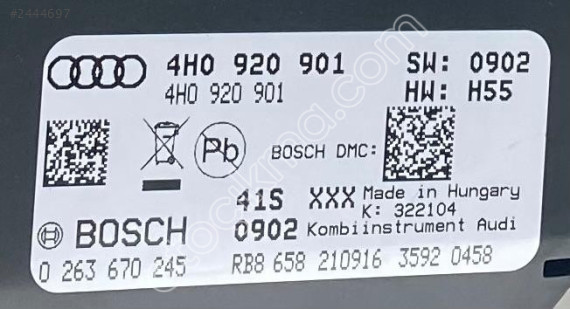 #2444697
4H0 920 901 SW: 0902
4H0 920 901 HW: H55
Pb BOSCH DMC:
41S XXX Made in Hungary
K: 322104
BOSCH 0902 Kombiinstrument Audi
0 263 670 245 RB8 658 210916 3592 0458